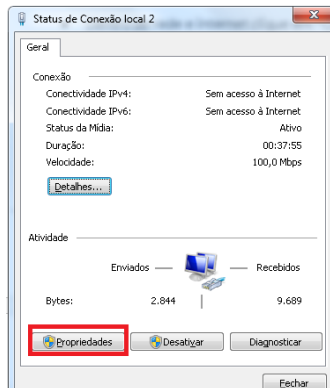 Status de Conexão local 2
Geral
Conexão
Conectividade IPv4: Sem acesso à Internet
Conectividade IPv6: Sem acesso à Internet
Status da Mídia: Ativo
Duração: 00:37:55
Velocidade: 100,0 Mbps
Detalhes...
Atividade
Enviados — — Recebidos
Bytes: 2.844 | 9.689
Propriedades Desativar Diagnosticar
Fechar